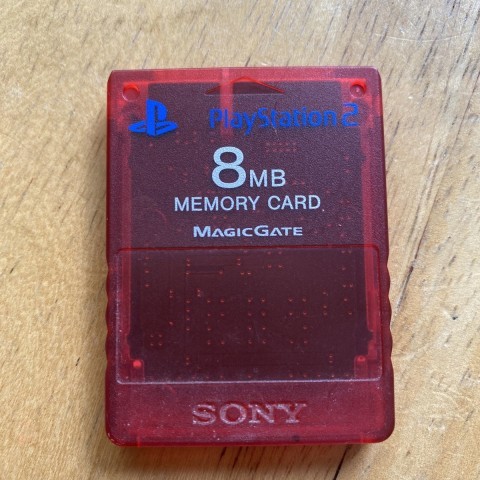 PlayStation 2
8MB
MEMORY CARD
MAGICGATE
SONY